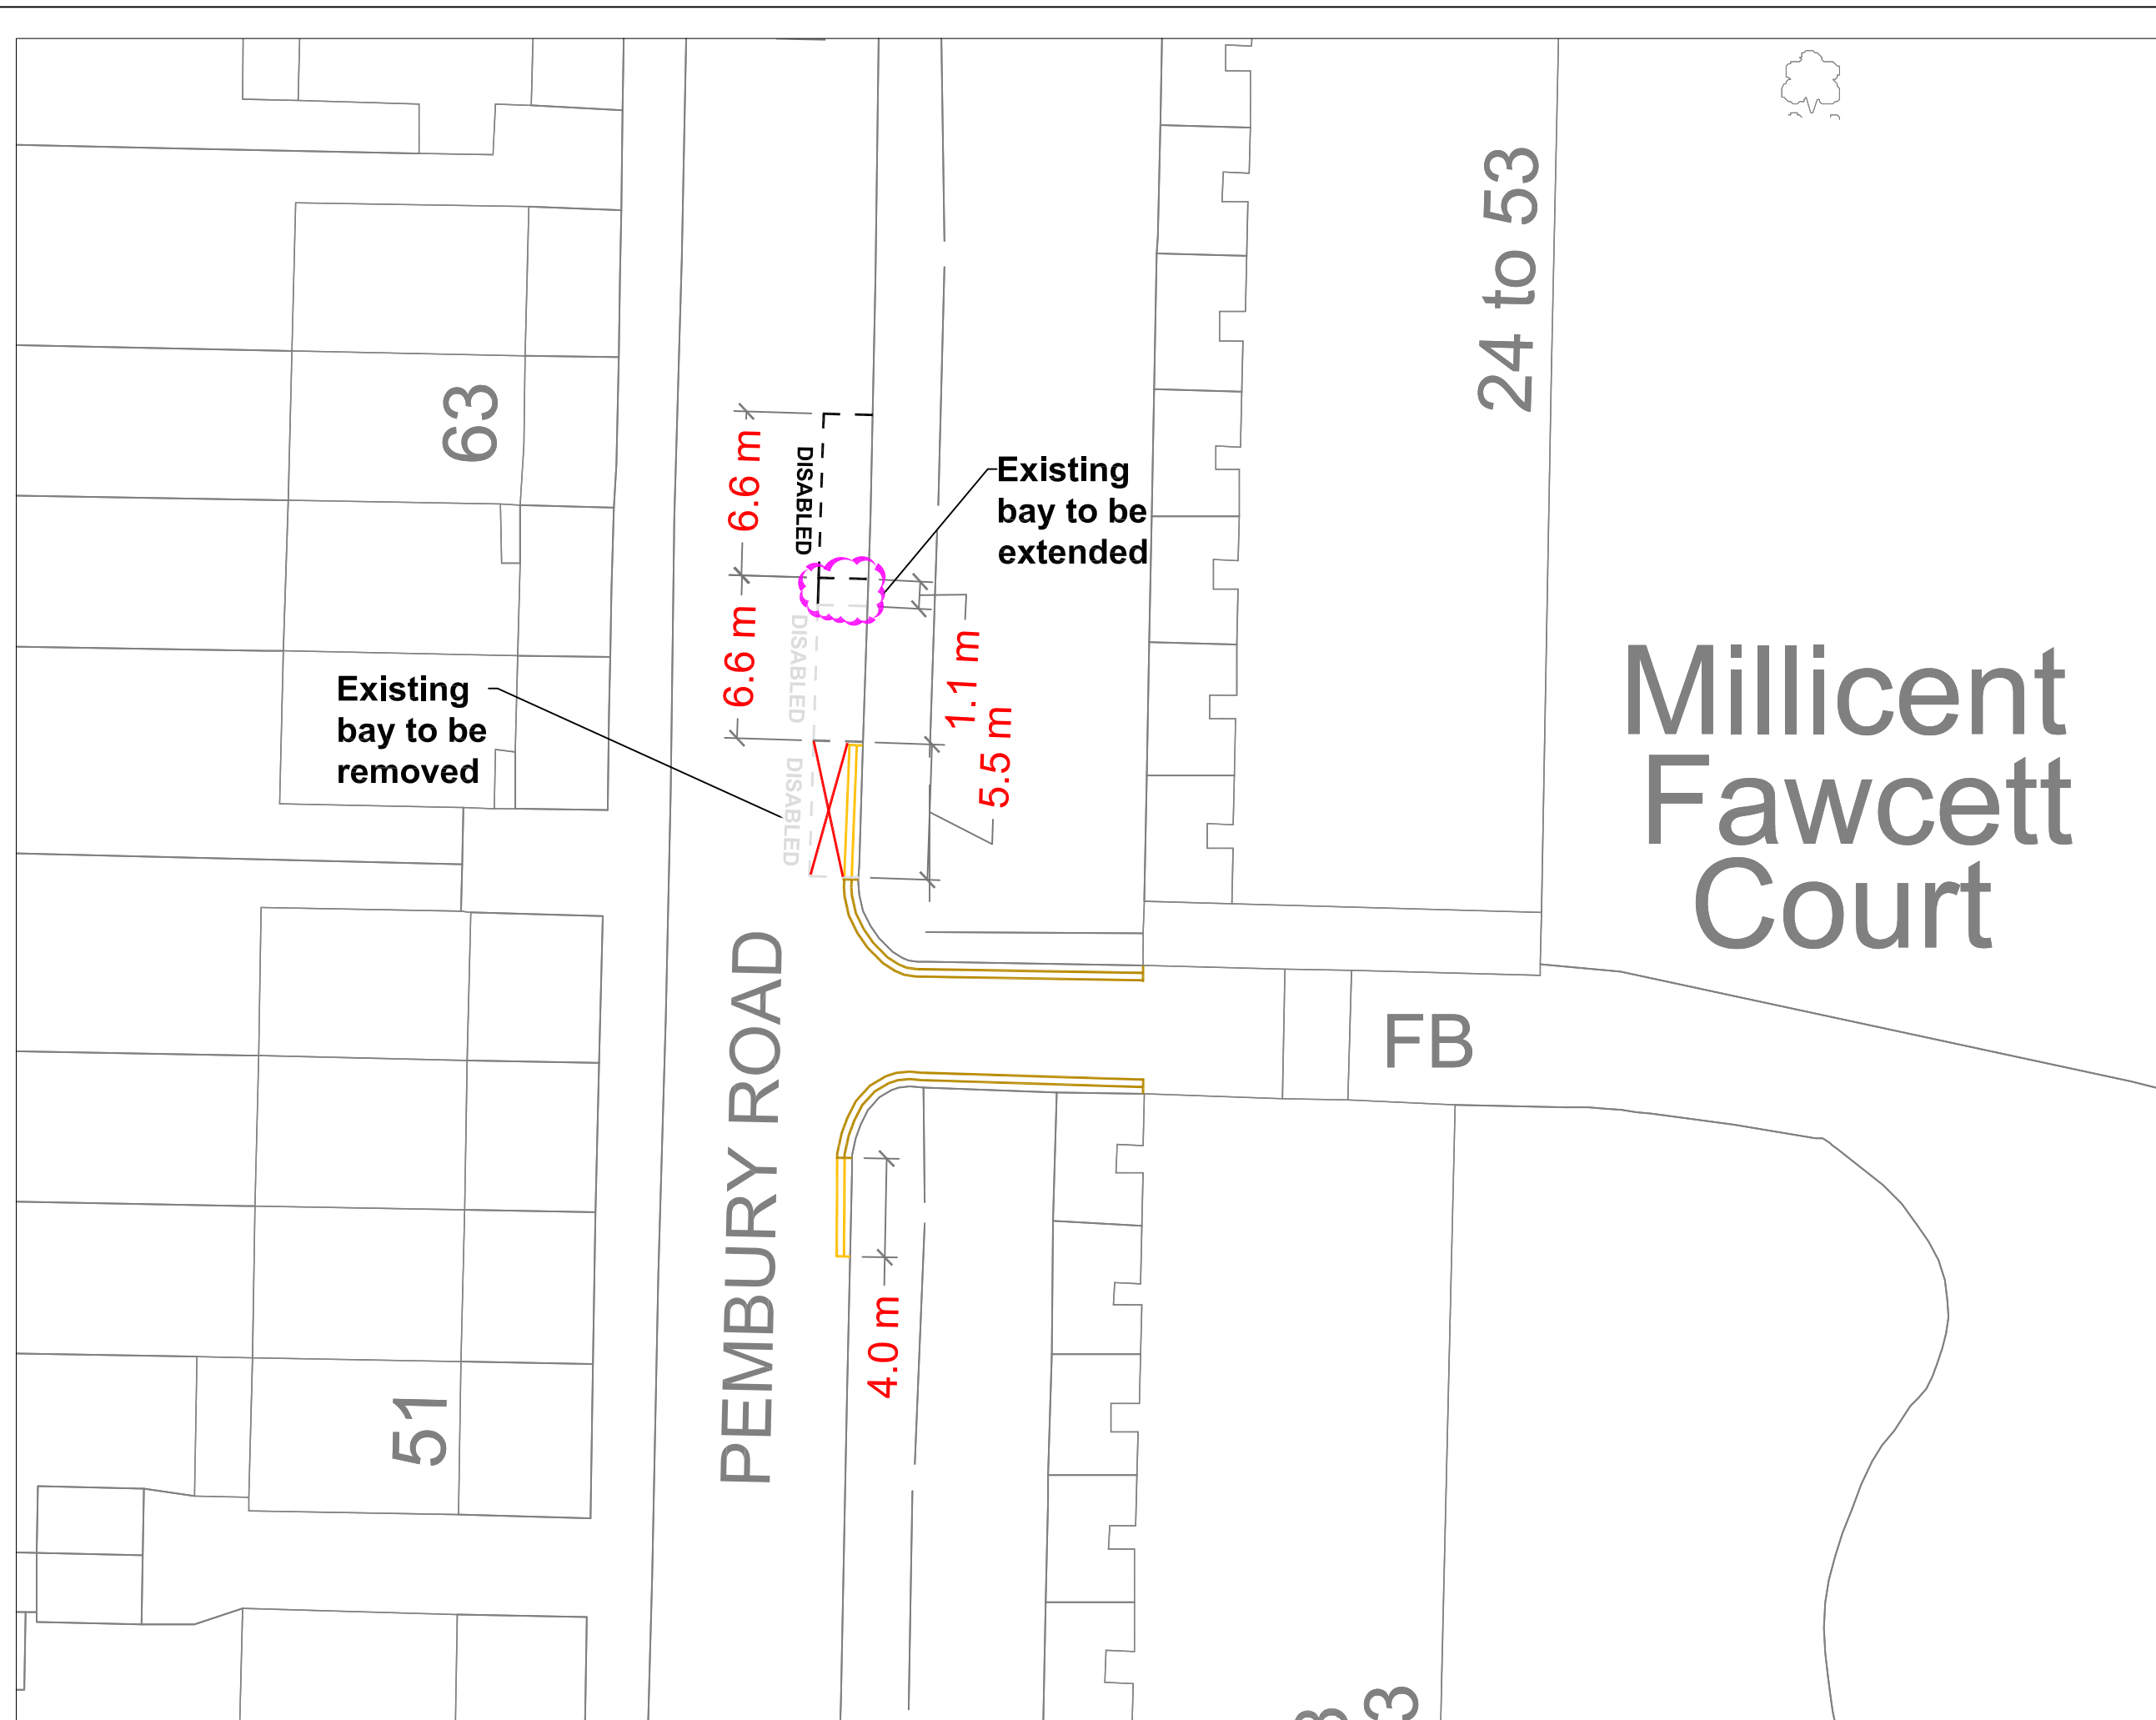 24 to 53
63
6.6 m
DISABLED
Existing
bay to be
extended
6.6 m
DISABLED
1.1 m
Existing
bay to be
removed
5.5 m
DISABLED
Millicent
Fawcett
Court
FB
PEMBURY ROAD
4.0 m
51